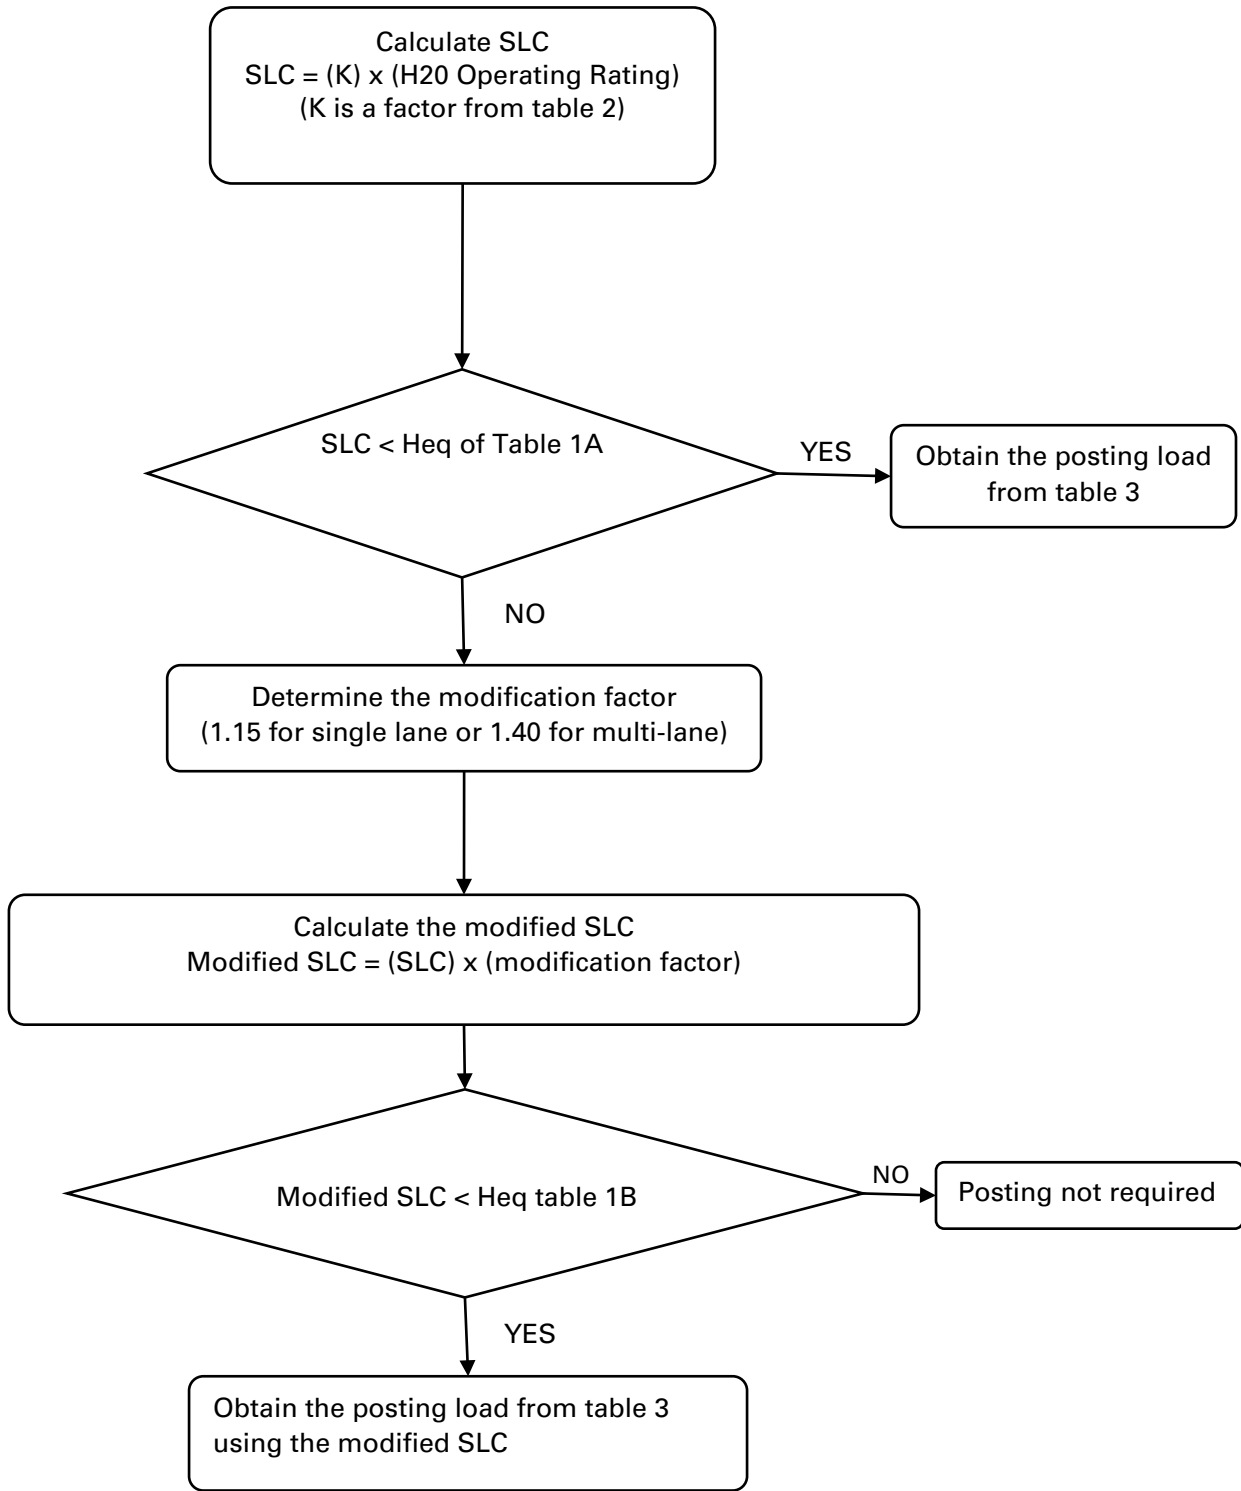 Calculate SLC
SLC = (K) x (H20 Operating Rating)
(K is a factor from table 2)
SLC < Heq of Table 1A
YES
Obtain the posting load
from table 3
NO
Determine the modification factor
(1.15 for single lane or 1.40 for multi-lane)
Calculate the modified SLC
Modified SLC = (SLC) x (modification factor)
Modified SLC < Heq table 1B
NO
Posting not required
YES
Obtain the posting load from table 3
using the modified SLC